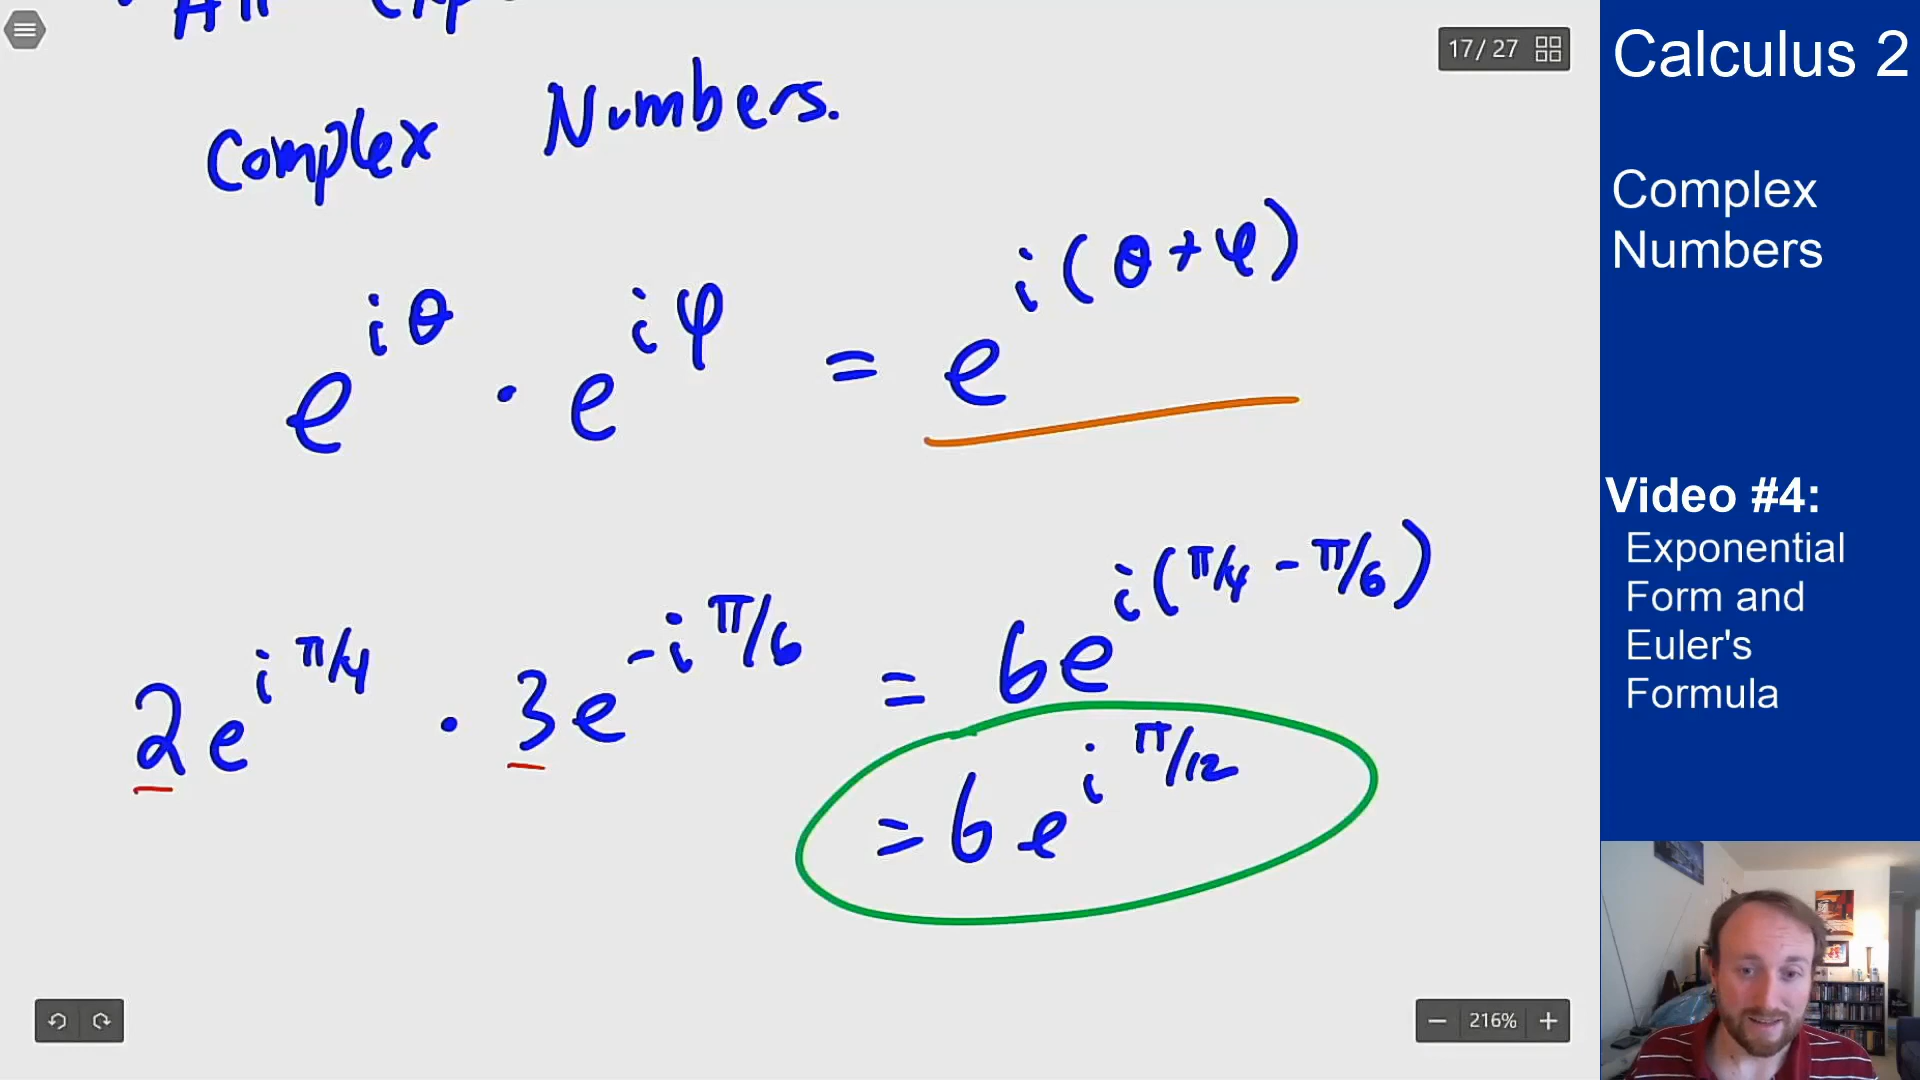 All
Complex Numbers.
e^{iθ} · e^{iφ} = e^{i(θ+φ)}
2e^{iπ/4} · 3e^{-iπ/6} = 6e^{i(π/4 - π/6)}
= 6e^{iπ/12}
17/27
216%
Calculus 2
Complex
Numbers
Video #4:
Exponential
Form and
Euler's
Formula